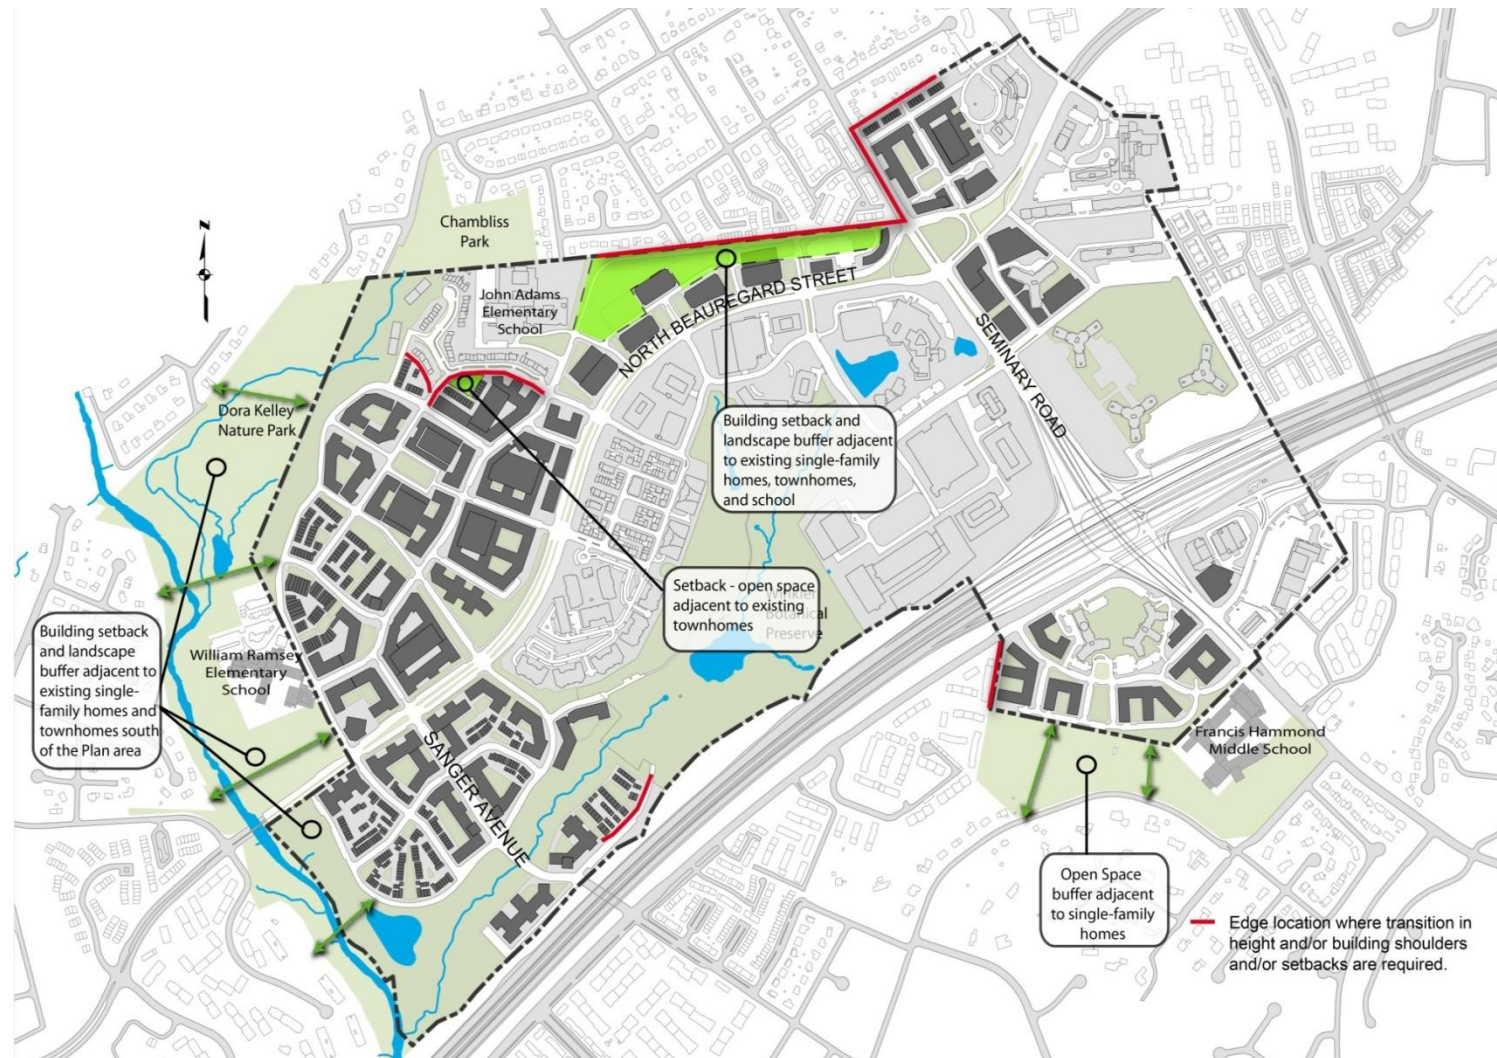 N
Chambliss
Park
John Adams
Elementary
School
NORTH BEAUREGARD STREET
SEMINARY ROAD
Dora Kelley
Nature Park
Building setback and
landscape buffer adjacent
to existing single-family
homes, townhomes,
and school
Setback - open space
adjacent to existing
townhomes
Winkler
Botanical
Preserve
Building setback
and landscape
buffer adjacent to
existing single-
family homes and
townhomes south
of the Plan area
William Ramsey
Elementary
School
SANGER AVENUE
Francis Hammond
Middle School
Open Space
buffer adjacent
to single-family
homes
Edge location where transition in
height and/or building shoulders
and/or setbacks are required.